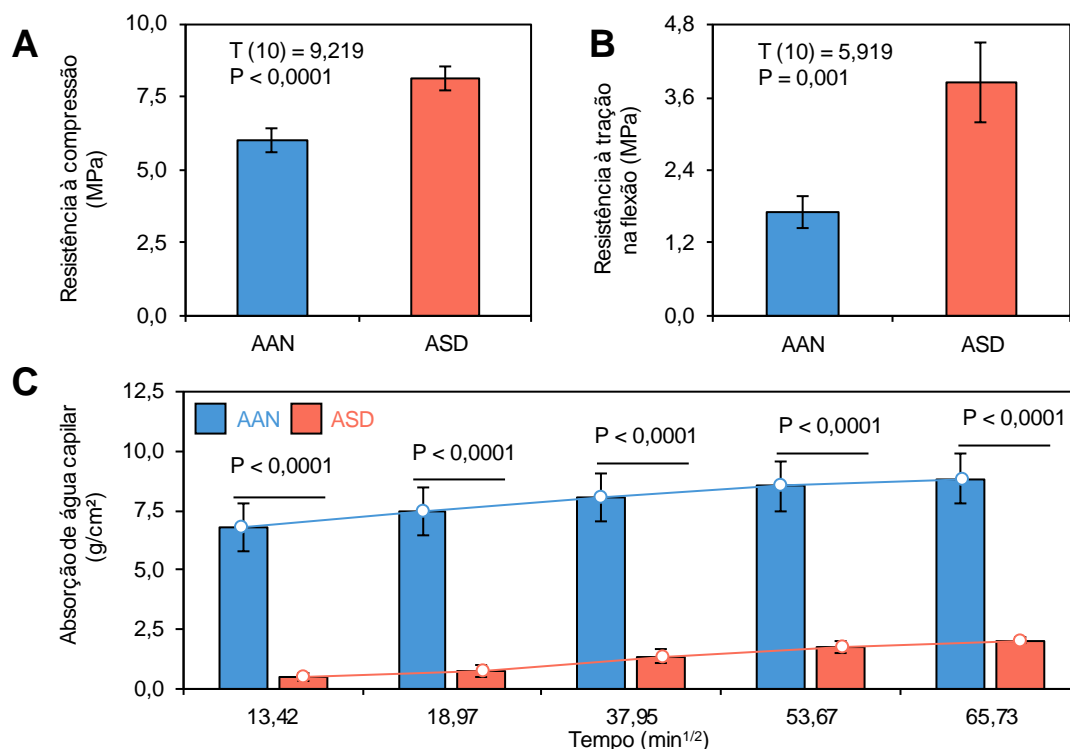 A
Resistência à compressão
(MPa)
10,0
7,5
5,0
2,5
0,0
T (10) = 9,219
P < 0,0001
AAN
ASD
B
Resistência à tração
na flexão (MPa)
4,8
3,6
2,4
1,2
0,0
T (10) = 5,919
P = 0,001
AAN
ASD
C
Absorção de água capilar
(g/cm²)
12,5
10,0
7,5
5,0
2,5
0,0
AAN
ASD
P < 0,0001
P < 0,0001
P < 0,0001
P < 0,0001
P < 0,0001
13,42
18,97
37,95
53,67
65,73
Tempo (min¹/²)